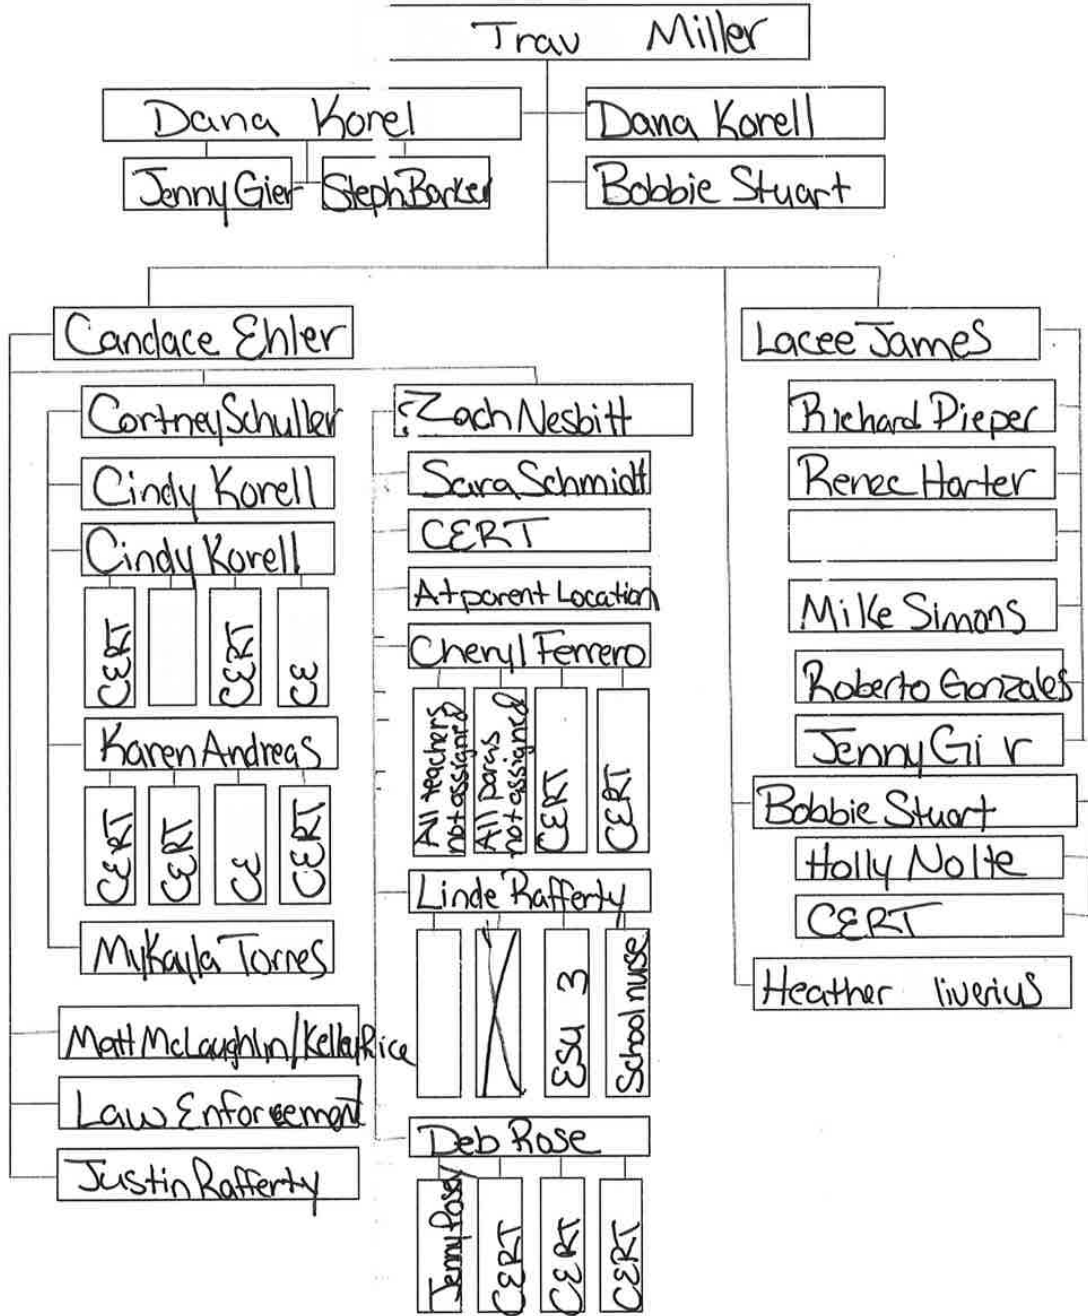 Trav Miller
Dana Korel
Dana Korell
Jenny Gier
Steph Barker
Bobbie Stuart
Candace Ehler
Cortney Schuller
Cindy Korell
Cindy Korell
CERT
CERT
CE
Karen Andreas
CERT
CERT
CE
CERT
MyKayla Torres
Matt McLaughlin/Kelley Rice
Law Enforcement
Justin Rafferty
Zach Nesbitt
Sara Schmidt
CERT
At parent Location
Cheryl Ferrero
All teachers
not assigned
All paras
not assigned
CERT
CERT
Linde Rafferty
ESU 3
School nurse
Deb Rose
Jenny Posey
CERT
CERT
CERT
Lacee James
Richard Pieper
Renee Harter
Mike Simons
Roberto Gonzales
Jenny Gi r
Bobbie Stuart
Holly Nolte
CERT
Heather liverius